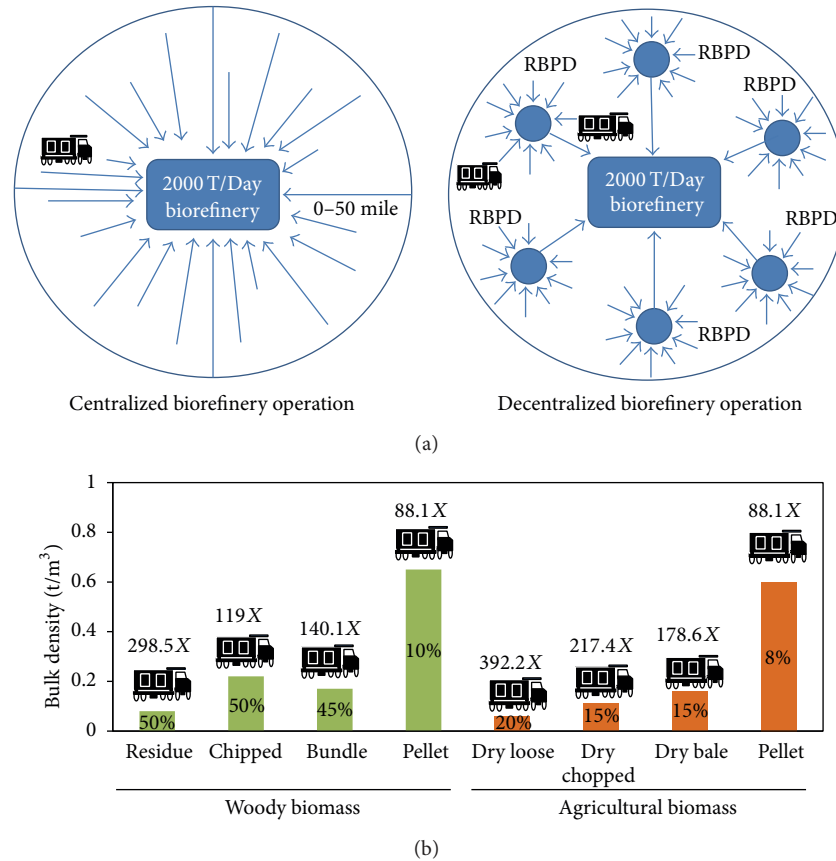 RBPD
RBPD
RBPD
RBPD
2000 T/Day
biorefinery
0–50 mile
2000 T/Day
biorefinery
RBPD
RBPD
RBPD
Centralized biorefinery operation
Decentralized biorefinery operation
(a)
Bulk density (t/m³)
1
0.8
0.6
0.4
0.2
0
298.5X
119X
140.1X
88.1X
392.2X
217.4X
178.6X
88.1X
50%
50%
45%
10%
20%
15%
15%
8%
Residue
Chipped
Bundle
Pellet
Dry loose
Dry
chopped
Dry bale
Pellet
Woody biomass
Agricultural biomass
(b)